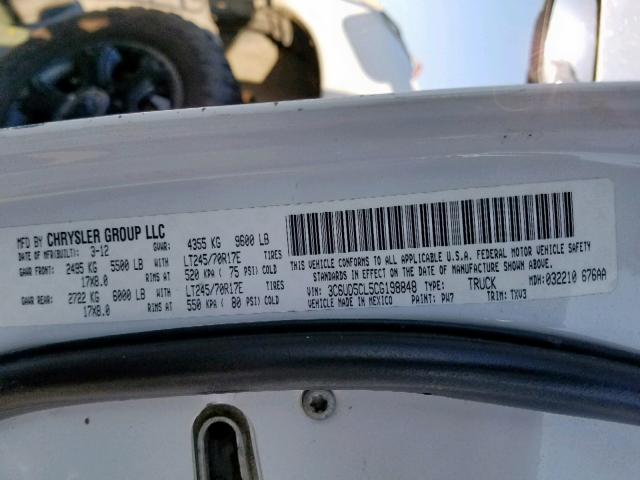 MFD BY CHRYSLER GROUP LLC
DATE OF MFR(BUILT): 3-12 GVWR: 4355 KG 9600 LB
GAWR FRONT: 2495 KG 5500 LB WITH LT245/70R17E TIRES
17X8.0 RIMS AT 520 KPA ( 75 PSI) COLD
GAWR REAR: 2722 KG 6000 LB WITH LT245/70R17E TIRES
17X8.0 RIMS AT 550 KPA ( 80 PSI) COLD
THIS VEHICLE CONFORMS TO ALL APPLICABLE U.S.A. FEDERAL MOTOR VEHICLE SAFETY
STANDARDS IN EFFECT ON THE DATE OF MANUFACTURE SHOWN ABOVE.
VIN: 3C6UD5CL5CG198848 TYPE: TRUCK MDH: 032210 676AA
VEHICLE MADE IN MEXICO PAINT: PW7 TRIM: TXV3